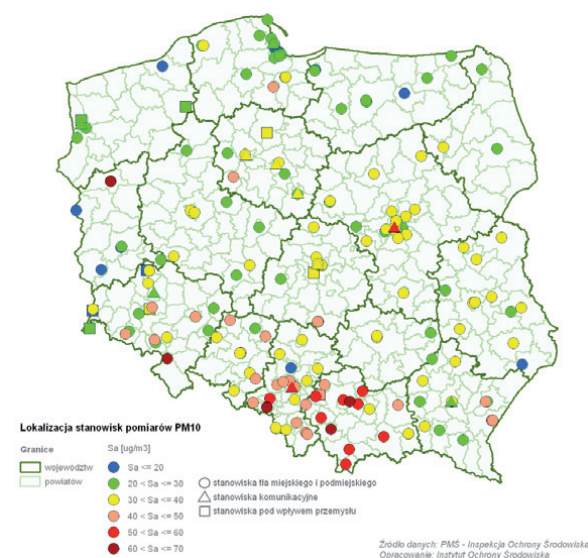 Lokalizacja stanowisk pomiarów PM10
Granice
województw
powiatów
Sa [ug/m3]
Sa <= 20
20 < Sa <= 30
30 < Sa <= 40
40 < Sa <= 50
50 < Sa <= 60
60 < Sa <= 70
stanowiska tła miejskiego i podmiejskiego
stanowiska komunikacyjne
stanowiska pod wpływem przemysłu
Źródło danych: PMŚ - Inspekcja Ochrony Środowiska
Opracowanie: Instytut Ochrony Środowiska